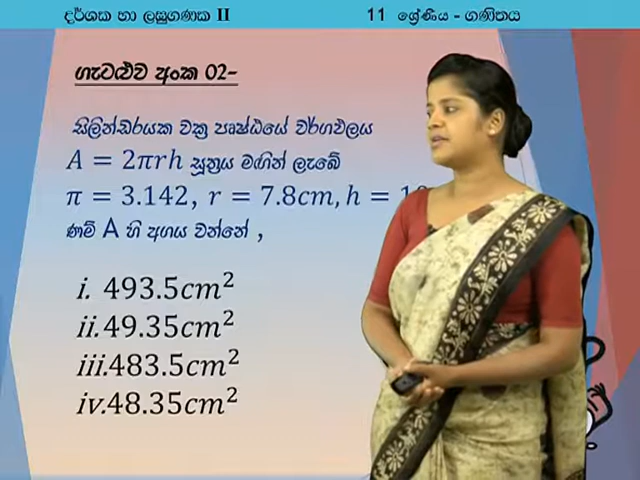 දර්ශක හා ලඝුගණක II
11 ශ්‍රේණිය - ගණිතය
ගැටළුව අංක 02-
සිලින්ඩරයක වක්‍ර පෘෂ්ඨයේ වර්ගඵලය
A = 2πrh සූත්‍රය මඟින් ලැබේ
π = 3.142, r = 7.8cm, h =
නම් A හි අගය වන්නේ ,
i. 493.5cm²
ii. 49.35cm²
iii. 483.5cm²
iv. 48.35cm²